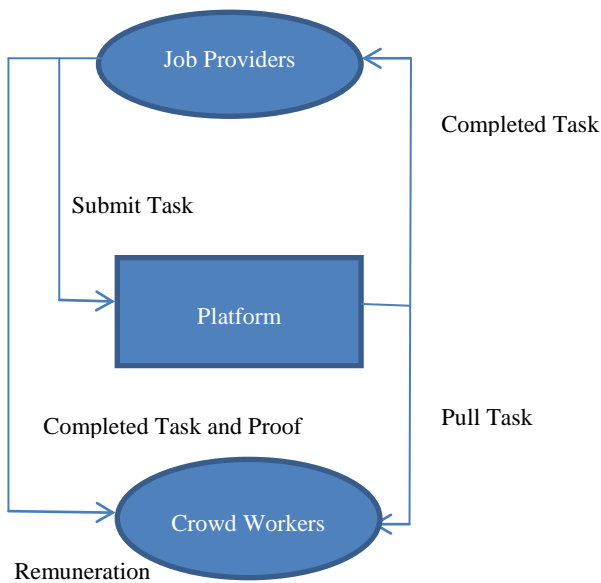 Job Providers
Completed Task
Submit Task
Platform
Pull Task
Completed Task and Proof
Crowd Workers
Remuneration